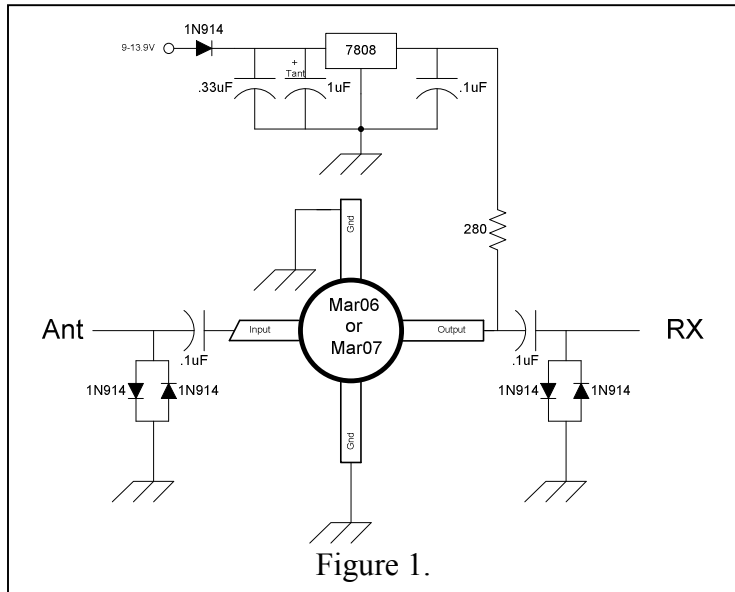 1N914
9-13.9V
7808
+
Tant
.33uF
1uF
.1uF
Gnd
280
Mar06
or
Mar07
Ant
Input
Output
RX
.1uF
.1uF
1N914
1N914
1N914
1N914
Gnd
Figure 1.